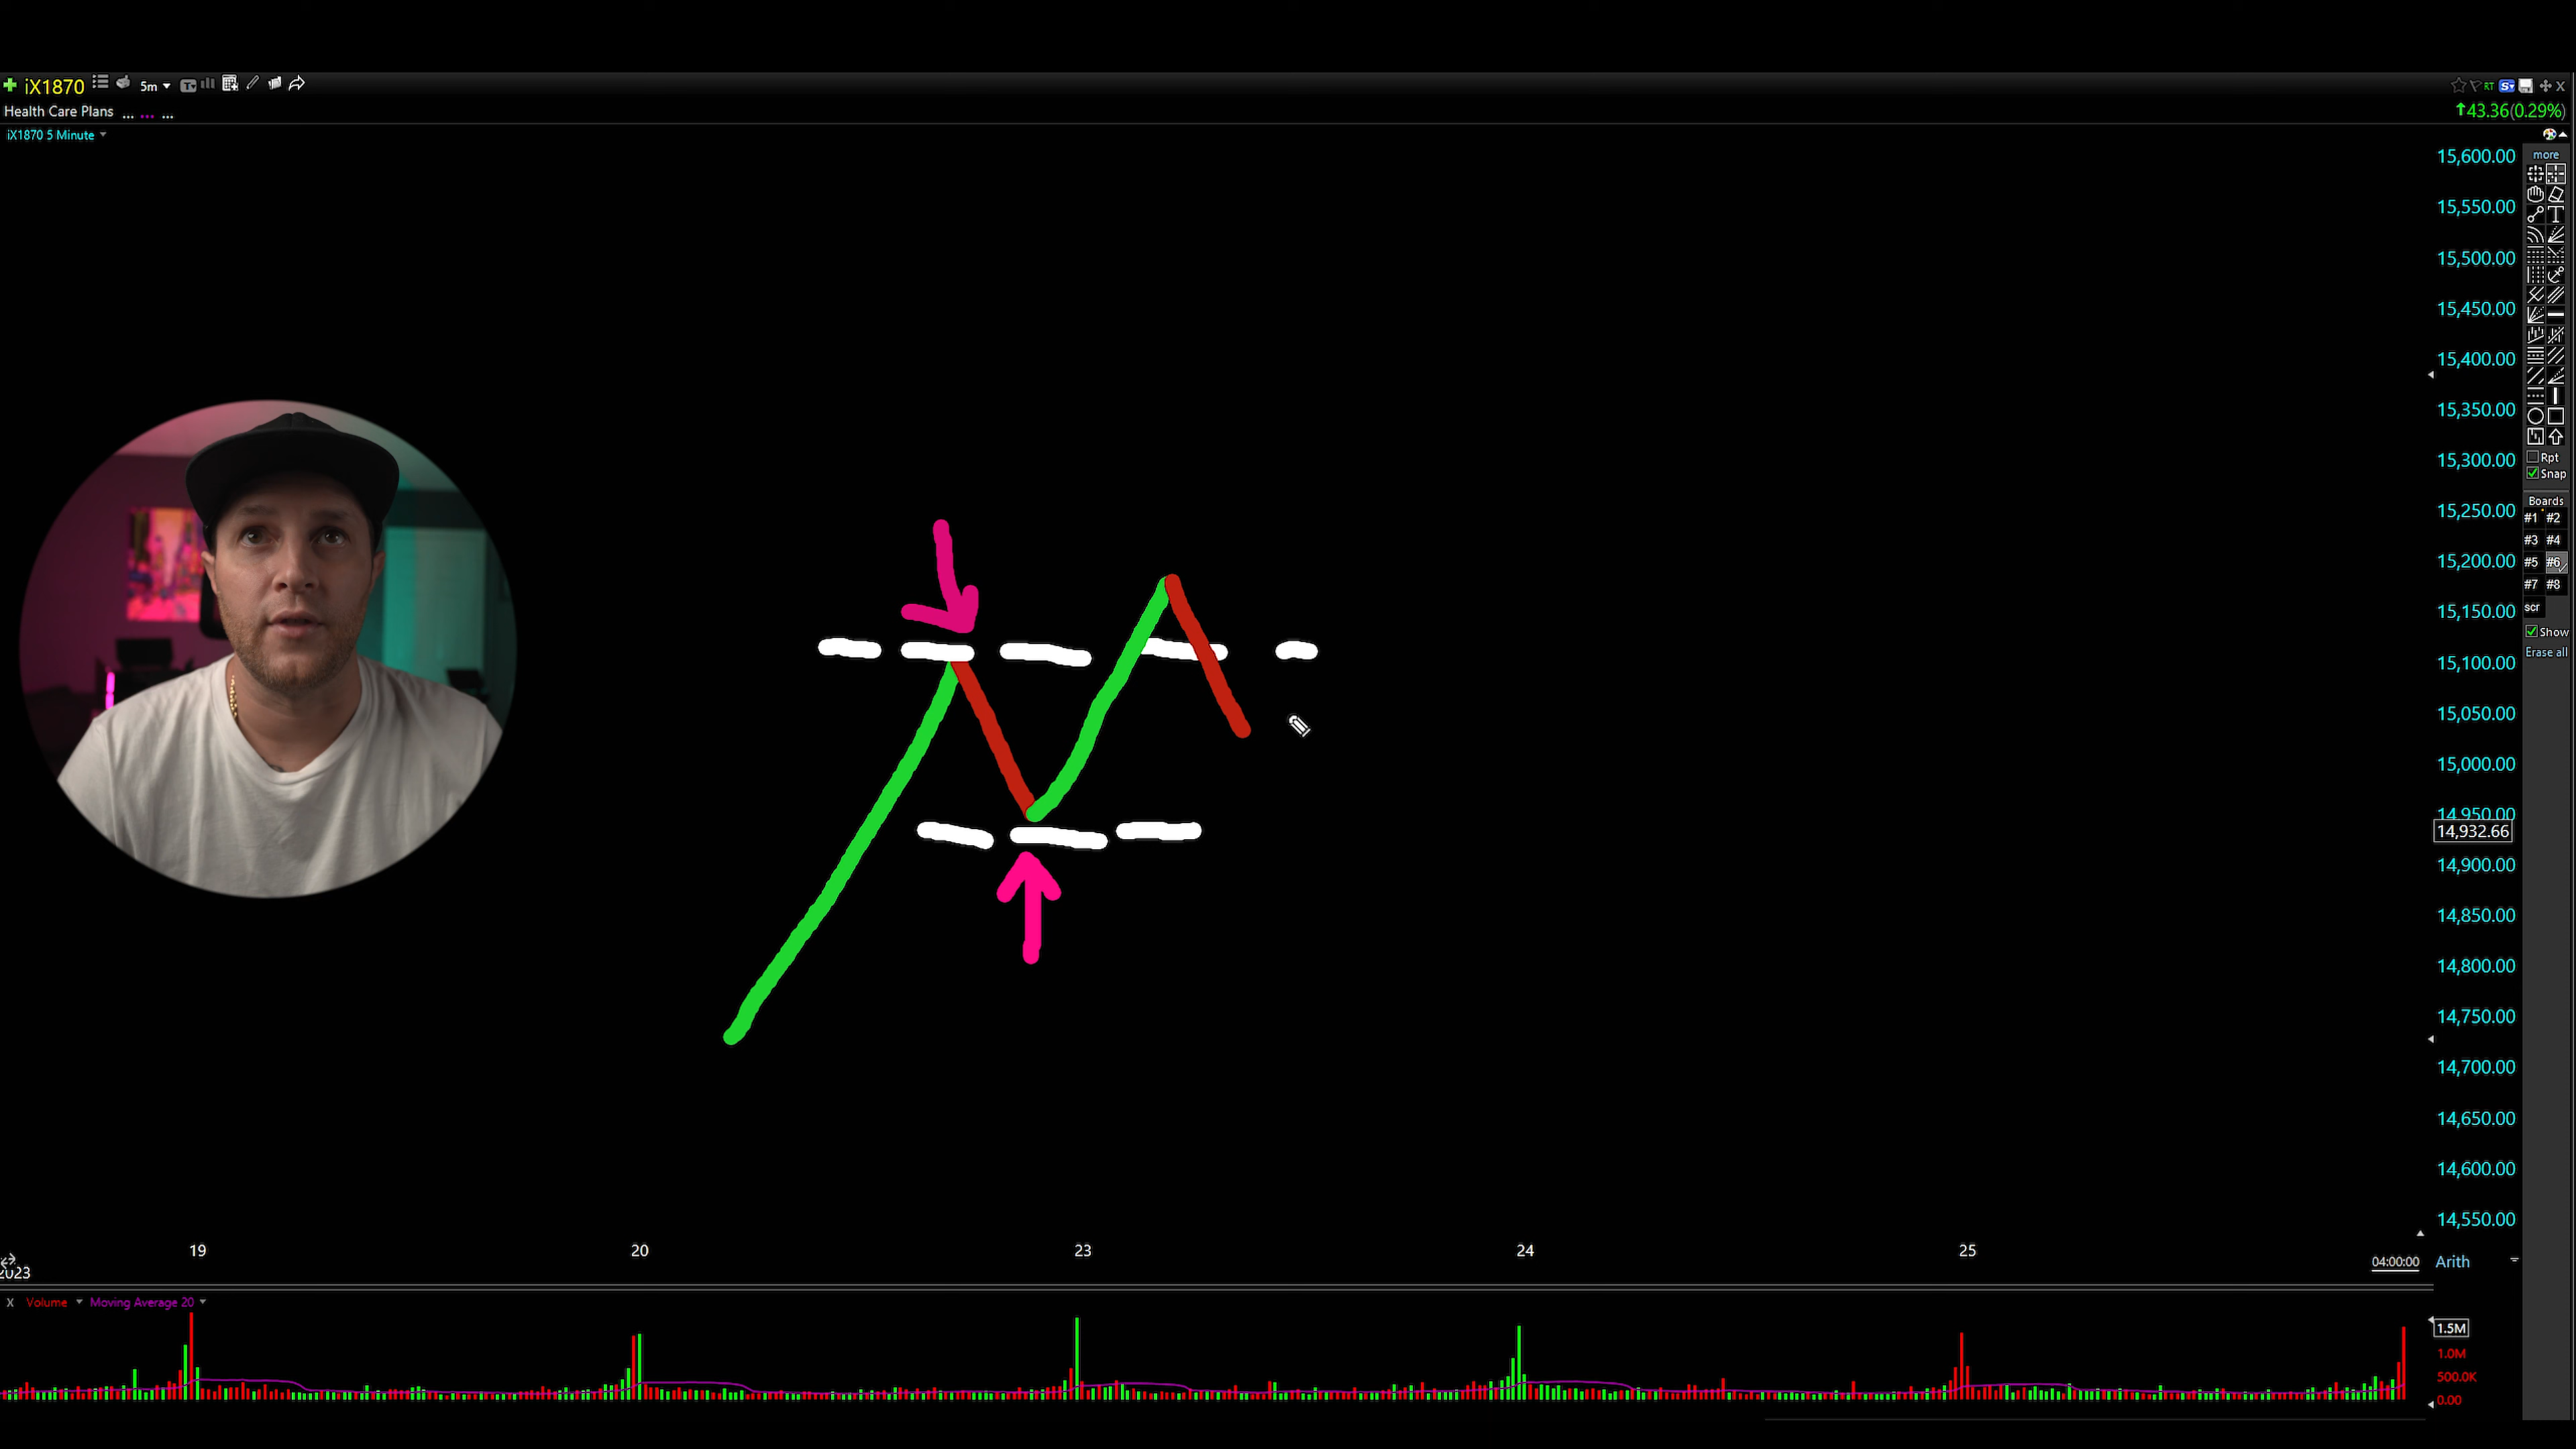 iX1870 5m
RT
Health Care Plans ... ... ...
43.36(0.29%)
iX1870 5 Minute
more
15,600.00
15,550.00
15,500.00
15,450.00
15,400.00
15,350.00
15,300.00
15,250.00
15,200.00
15,150.00
15,100.00
15,050.00
15,000.00
14,950.00
14,932.66
14,900.00
14,850.00
14,800.00
14,750.00
14,700.00
14,650.00
14,600.00
14,550.00
Rpt
Snap
Boards
#1 #2
#3 #4
#5 #6
#7 #8
scr
Show
Erase all
19 20 23 24 25
2023
04:00:00 Arith
X Volume Moving Average 20
1.5M
1.0M
500.0K
0.00